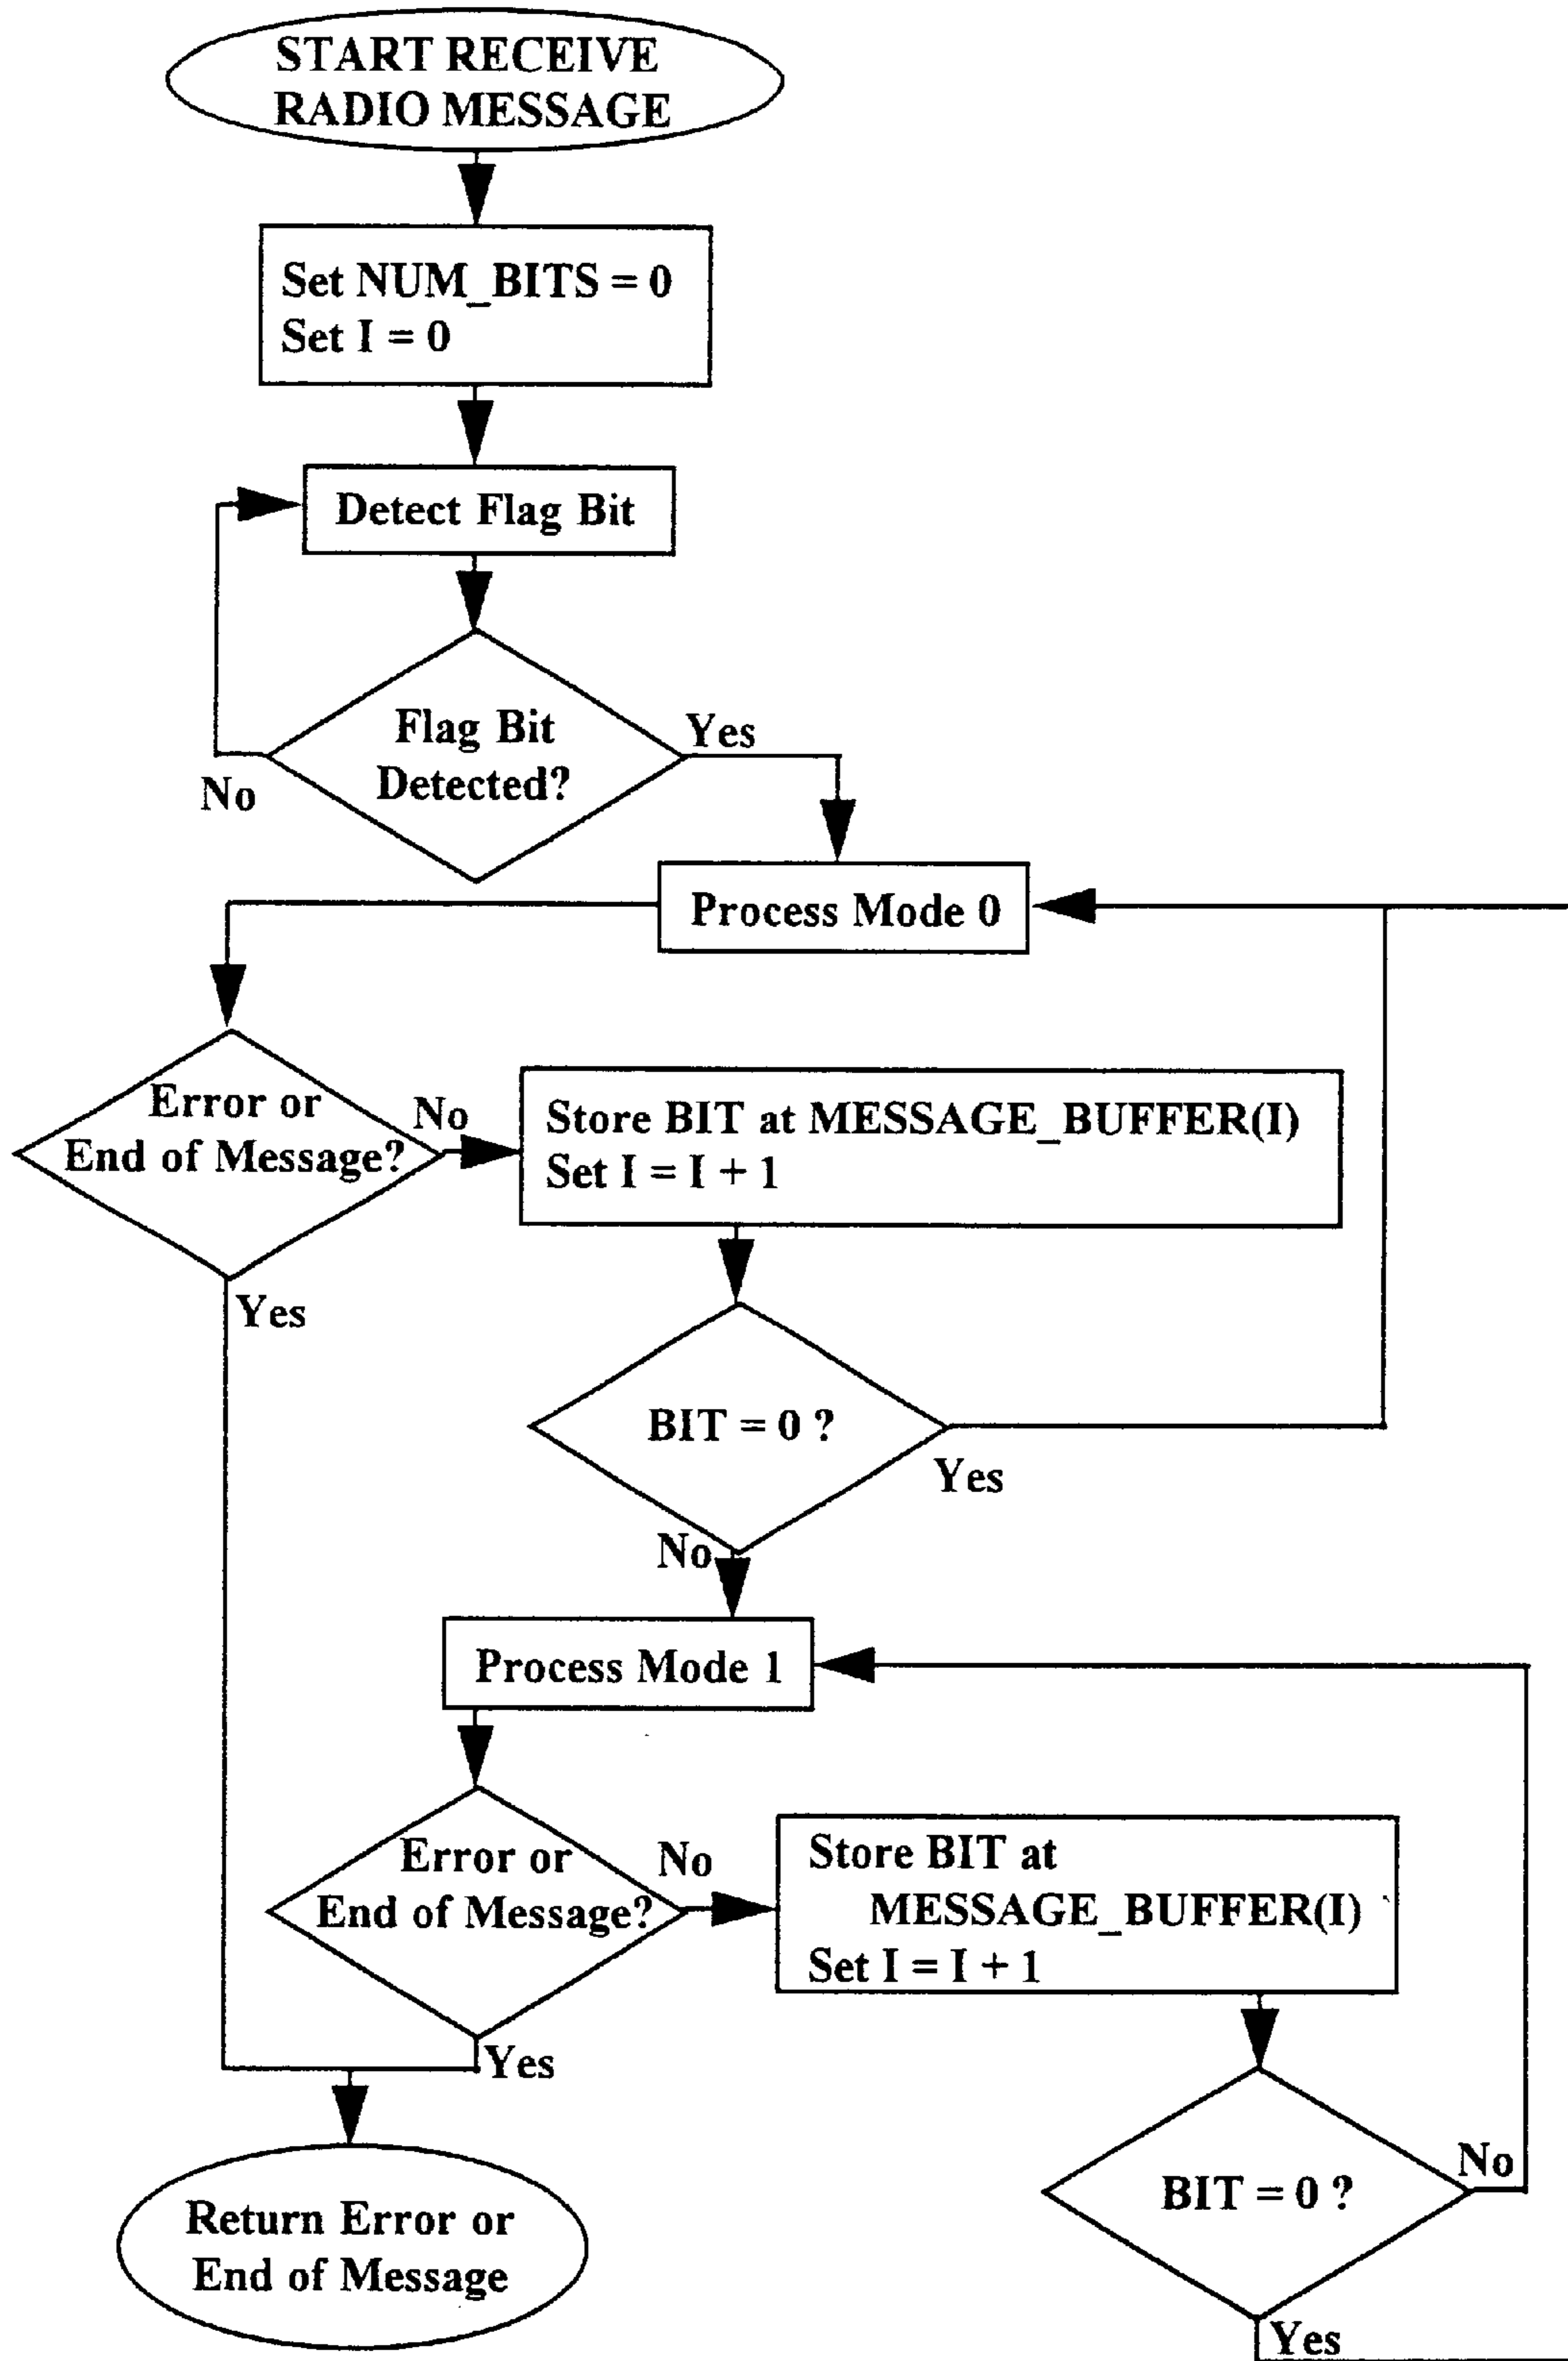 START RECEIVE
RADIO MESSAGE
Set NUM_BITS = 0
Set I = 0
Detect Flag Bit
Flag Bit
Detected?
Yes
No
Process Mode 0
Error or
End of Message?
No
Yes
Store BIT at MESSAGE_BUFFER(I)
Set I = I + 1
BIT = 0 ?
Yes
No
Process Mode 1
Error or
End of Message?
No
Yes
Store BIT at
MESSAGE_BUFFER(I)
Set I = I + 1
BIT = 0 ?
No
Yes
Return Error or
End of Message